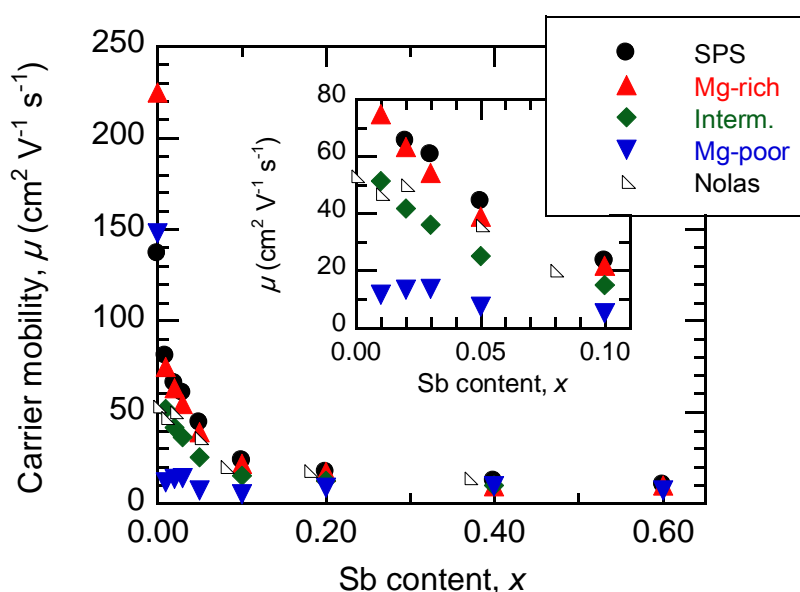 250
200
150
100
50
0
Carrier mobility, μ (cm² V⁻¹ s⁻¹)
0.00
0.20
0.40
0.60
Sb content, x
80
60
40
20
0
μ (cm² V⁻¹ s⁻¹)
0.00
0.05
0.10
Sb content, x
SPS
Mg-rich
Interm.
Mg-poor
Nolas